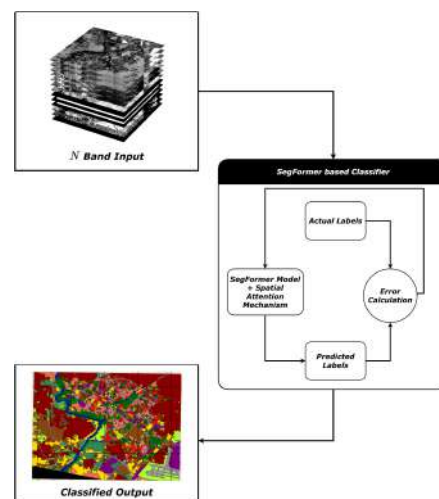 N Band Input
SegFormer based Classifier
Actual Labels
SegFormer Model
+ Spatial
Attention
Mechanism
Error
Calculation
Predicted
Labels
Classified Output